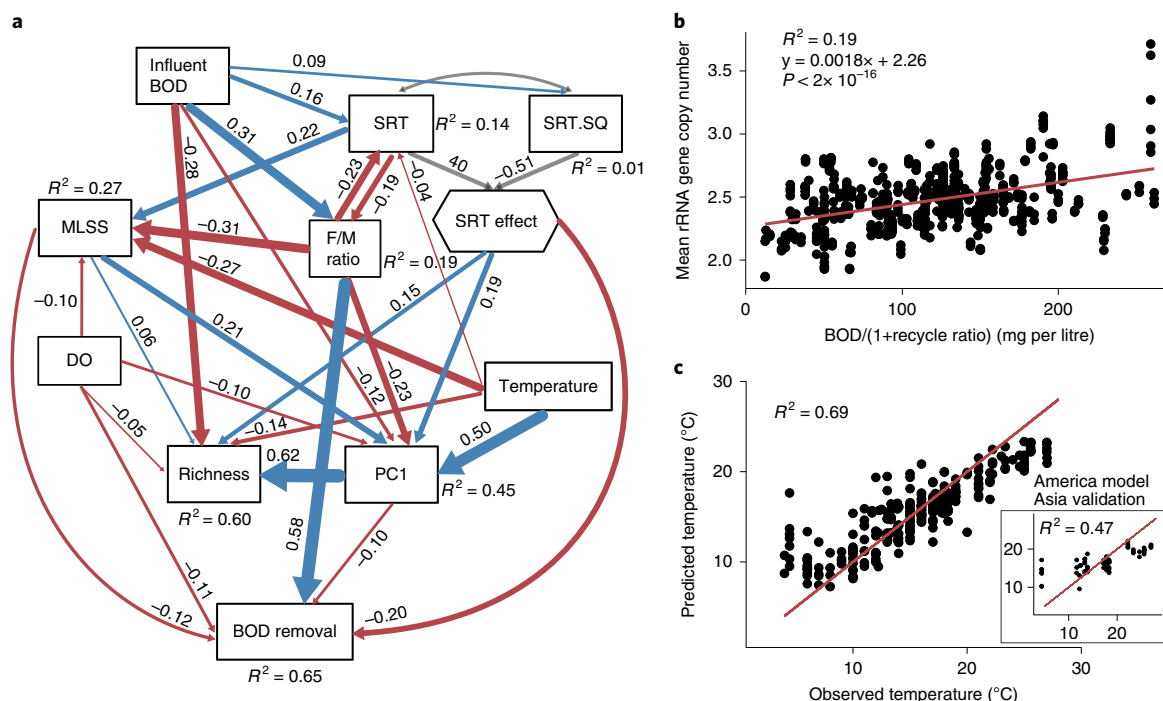 a
Influent
BOD
0.09
0.16
SRT
R² = 0.14
SRT.SQ
R² = 0.01
0.31
0.22
−0.28
−0.23
−0.19
−0.04
40
−0.51
R² = 0.27
MLSS
SRT effect
−0.31
F/M
ratio
R² = 0.19
−0.27
−0.10
0.15
0.19
0.06
0.21
DO
Temperature
−0.10
−0.12
−0.23
−0.05
−0.14
0.50
Richness
0.62
PC1
R² = 0.45
R² = 0.60
0.58
−0.10
−0.11
−0.12
−0.20
BOD removal
R² = 0.65
b
R² = 0.19
y = 0.0018× + 2.26
P < 2× 10⁻¹⁶
Mean rRNA gene copy number
3.5
3.0
2.5
2.0
0
100
200
BOD/(1+recycle ratio) (mg per litre)
c
R² = 0.69
Predicted temperature (°C)
30
20
10
America model
Asia validation
R² = 0.47
20
10
10
20
10
20
30
Observed temperature (°C)